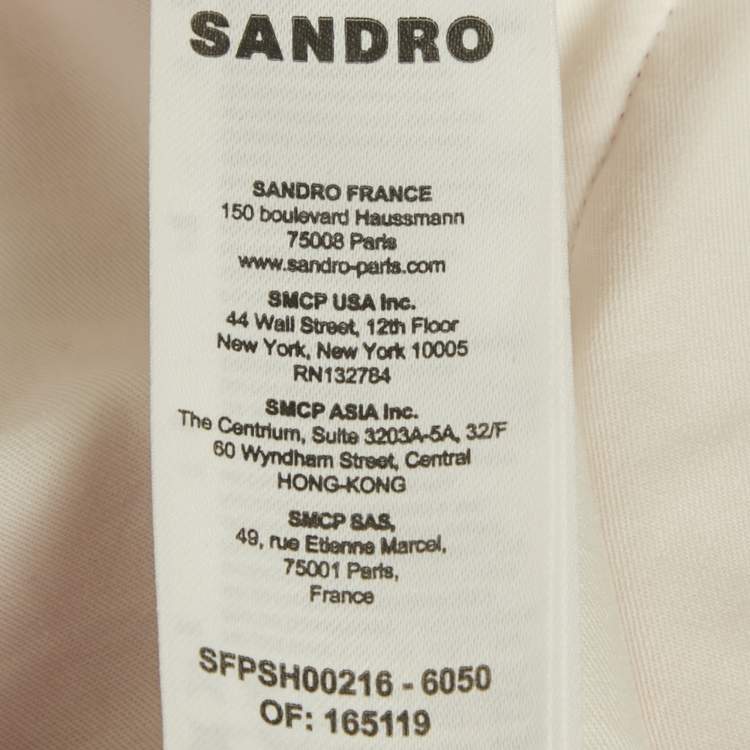 SANDRO
SANDRO FRANCE
150 boulevard Haussmann
75008 Paris
www.sandro-paris.com
SMCP USA Inc.
44 Wall Street, 12th Floor
New York, New York 10005
RN132784
SMCP ASIA Inc.
The Centrium, Suite 3203A-5A, 32/F
60 Wyndham Street, Central
HONG-KONG
SMCP SAS,
49, rue Etienne Marcel,
75001 Paris,
France
SFPSH00216 - 6050
OF: 165119